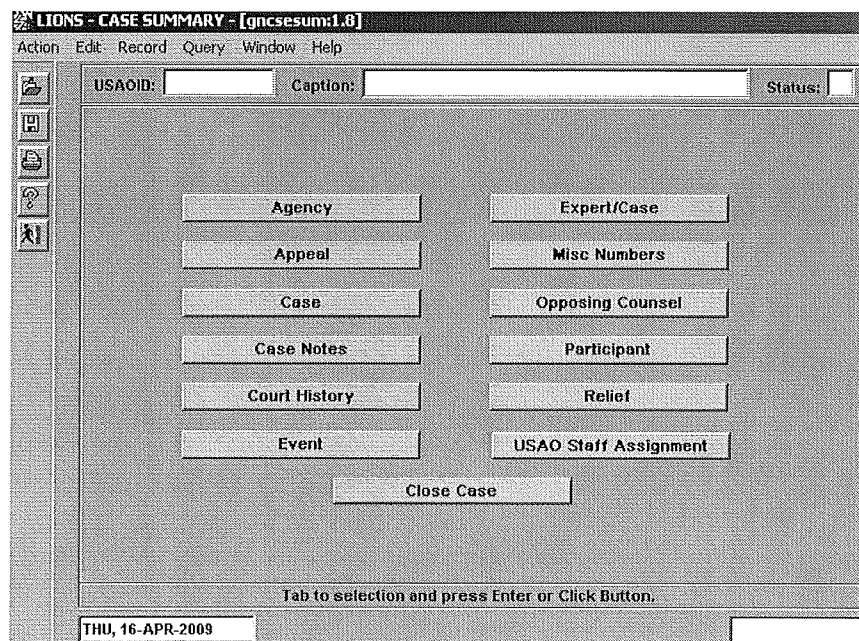 LIONS - CASE SUMMARY - [gncsesum:1.8]
Action Edit Record Query Window Help
USAOID: Caption: Status:
Agency Expert/Case
Appeal Misc Numbers
Case Opposing Counsel
Case Notes Participant
Court History Relief
Event USAO Staff Assignment
Close Case
Tab to selection and press Enter or Click Button.
THU, 16-APR-2009